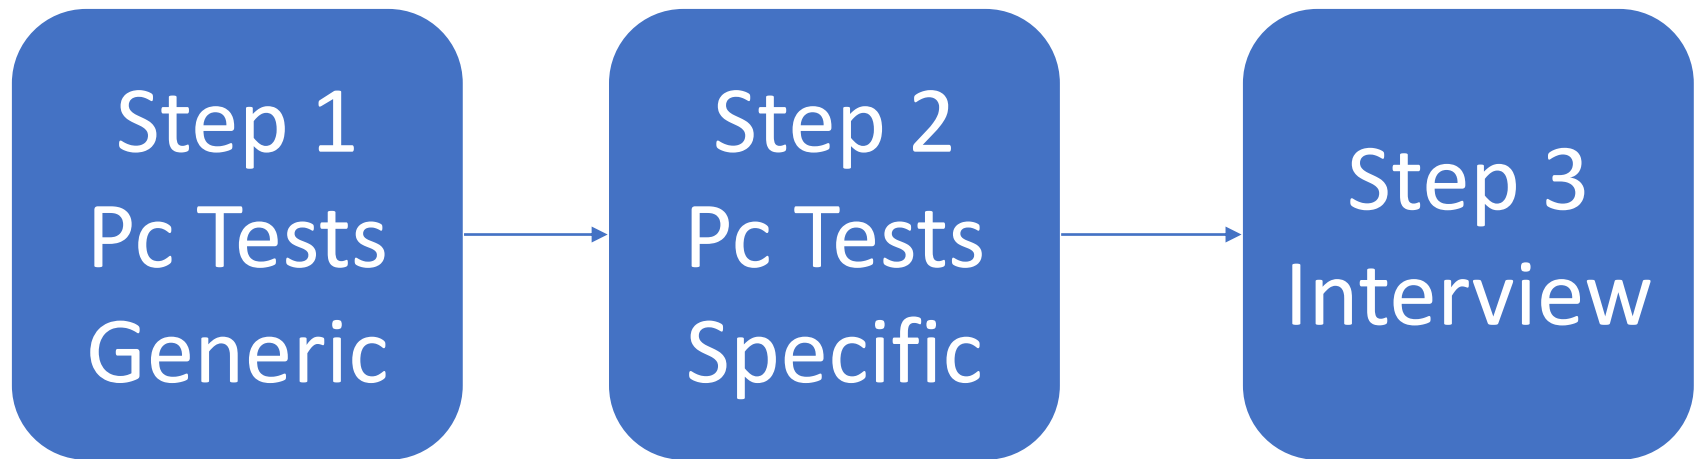 Step 1
Pc Tests
Generic
Step 2
Pc Tests
Specific
Step 3
Interview